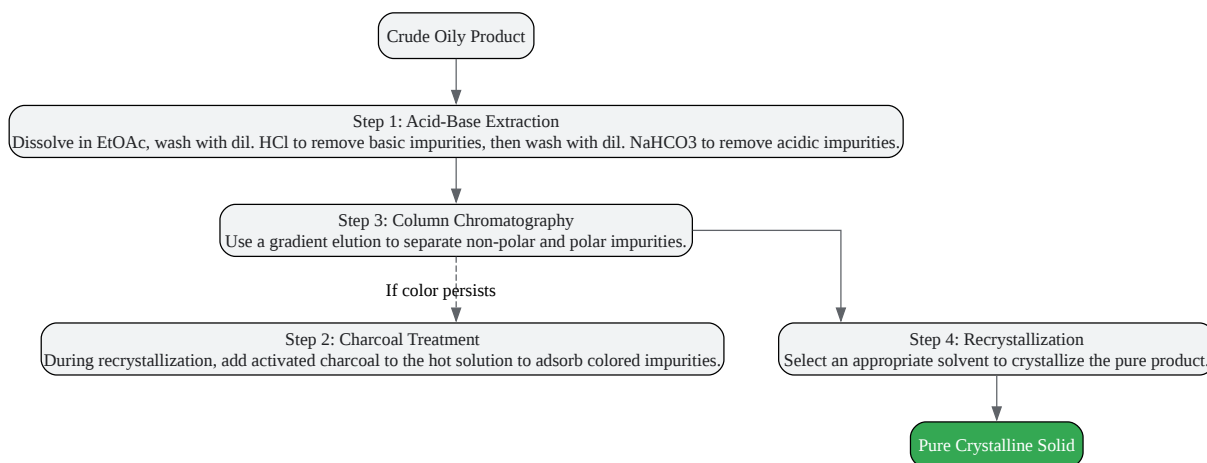 Crude Oily Product
Step 1: Acid-Base Extraction
Dissolve in EtOAc, wash with dil. HCl to remove basic impurities, then wash with dil. NaHCO3 to remove acidic impurities.
Step 3: Column Chromatography
Use a gradient elution to separate non-polar and polar impurities.
If color persists
Step 2: Charcoal Treatment
During recrystallization, add activated charcoal to the hot solution to adsorb colored impurities.
Step 4: Recrystallization
Select an appropriate solvent to crystallize the pure product.
Pure Crystalline Solid